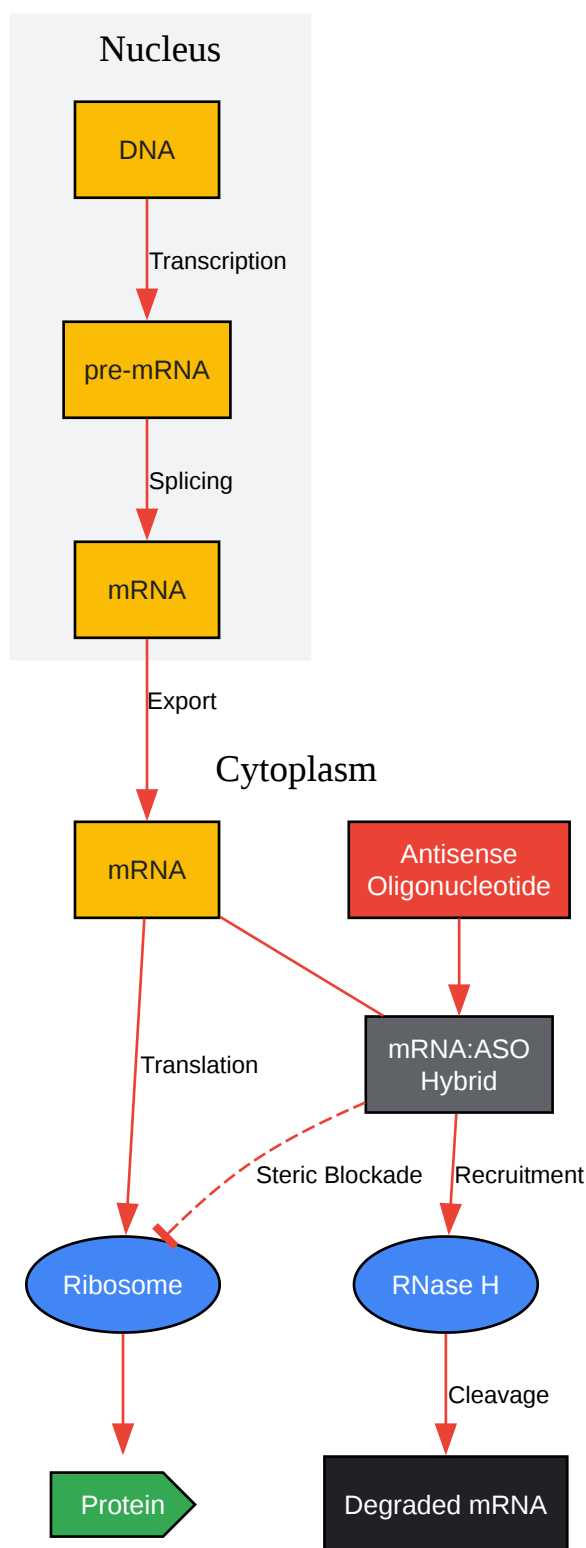 Nucleus
DNA
Transcription
pre-mRNA
Splicing
mRNA
Export
Cytoplasm
mRNA
Antisense
Oligonucleotide
mRNA:ASO
Hybrid
Translation
Steric Blockade
Recruitment
Ribosome
RNase H
Cleavage
Protein
Degraded mRNA